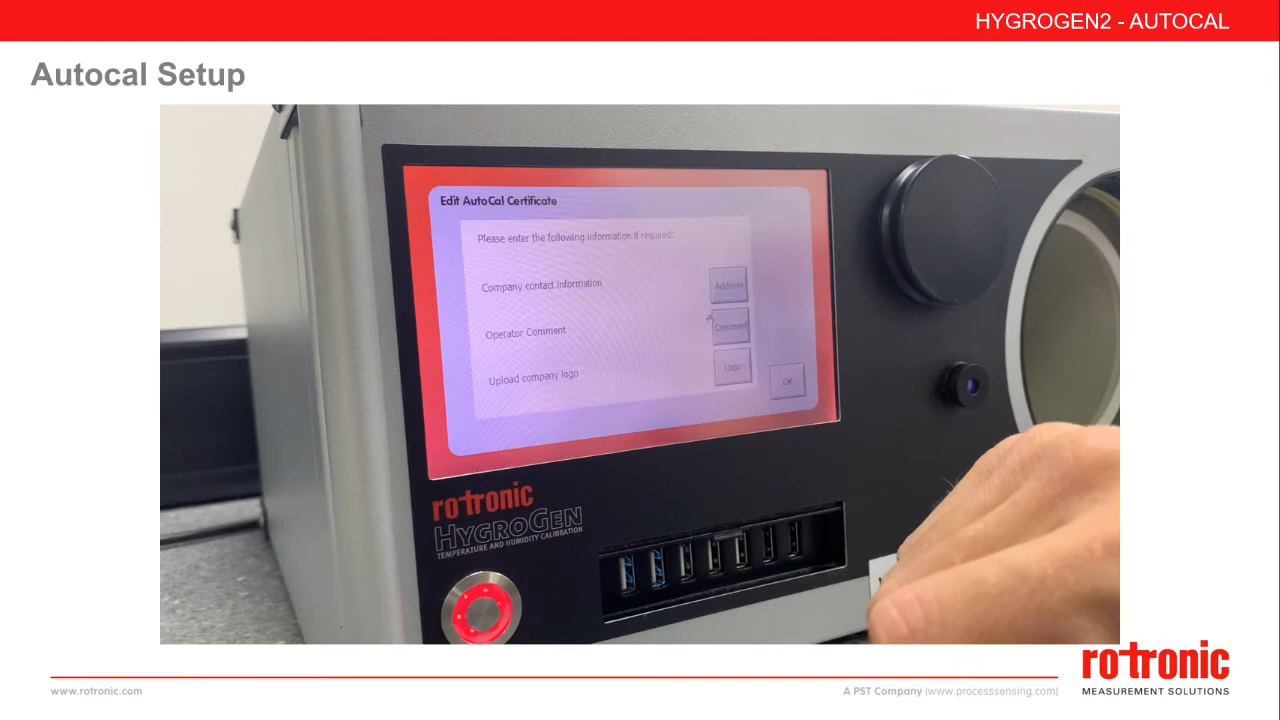 HYGROGEN2 - AUTOCAL
Autocal Setup
Edit AutoCal Certificate
Please enter the following information if required:
Company contact information
Address
Operator Comment
Comment
Upload company logo
Logo
OK
rotronic
HYGROGEN
TEMPERATURE AND HUMIDITY CALIBRATION
rotronic
MEASUREMENT SOLUTIONS
www.rotronic.com
A PST Company (www.processsensing.com)